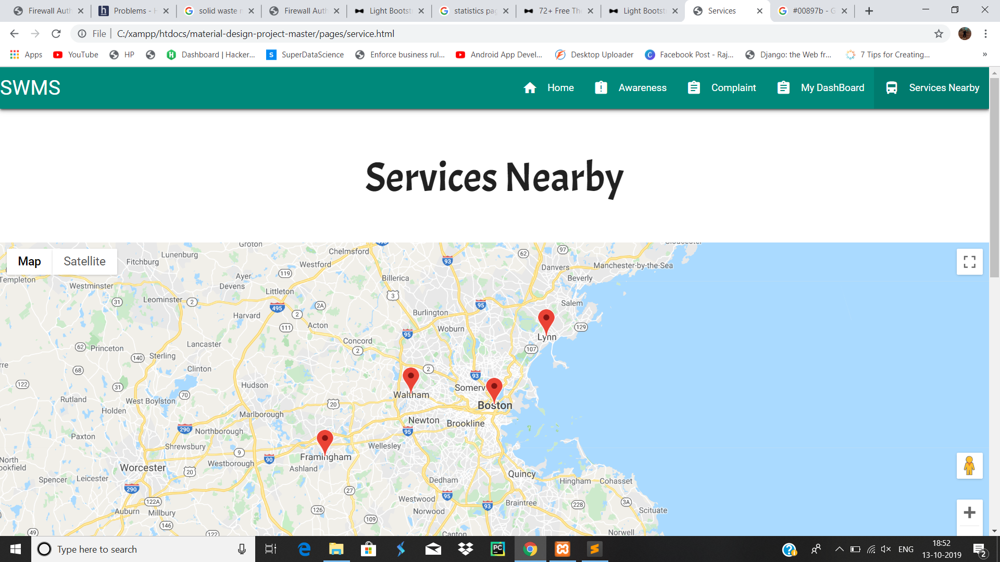 Firewall Auth
Problems - H
solid waste m
Firewall Auth
Light Bootst
statistics pag
72+ Free The
Light Bootst
Services
#00897b - G
File
C:/xampp/htdocs/material-design-project-master/pages/service.html
Apps
YouTube
HP
Dashboard | Hacker...
SuperDataScience
Enforce business rul...
Android App Devel...
Desktop Uploader
Facebook Post - Raj...
Django: the Web fr...
7 Tips for Creating...
»
SWMS
Home
Awareness
Complaint
My DashBoard
Services Nearby
Services Nearby
Map
Satellite
Groton
Lunenburg
Fitchburg
Chelmsford
Westford
Templeton
Westminster
Ayer
Devens
119
Littleton
Billerica
3
93
62
97
Danvers
Manchester-by-the-Sea
Beverly
31
Leominster
2
495
2A
2
Harvard
111
Acton
Burlington
95
Woburn
95
Salem
129
Lynn
107
62
Princeton
Lancaster
Concord
2
140
Sterling
68
Clinton
122
31
Hudson
70
West Boylston
Rutland
Holden
2
93
Waltham
Somerv
Boston
20
Marlborough
Newton
Brookline
95
290
Northborough
Paxton
Shrewsbury
9
Westborough
90
Framingham
Ashland
Wellesley
North
ookfield
Worcester
20
Spencer
Leicester
290
Quincy
Dedham
Hingham
Cohasset
27
Westwood
95
93
Braintree
228
3A
Scituate
122A
Auburn
Millbury
126
Norwood
109
146
49
122
Canton
Norwell
Type here to search
PC
ENG
18:52
13-10-2019
2